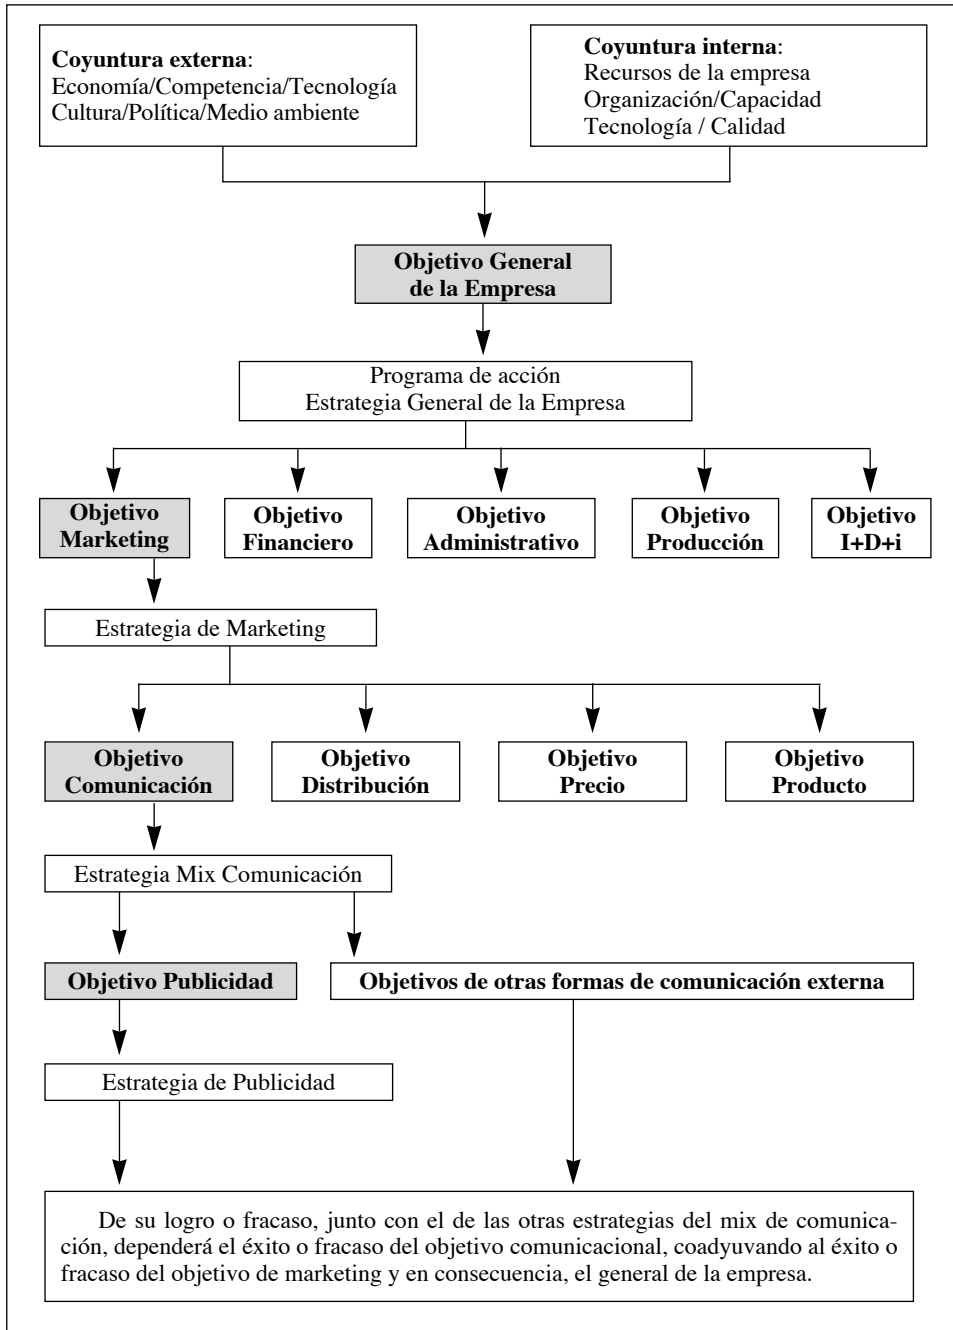 Coyuntura externa:
Economía/Competencia/Tecnología
Cultura/Política/Medio ambiente
Coyuntura interna:
Recursos de la empresa
Organización/Capacidad
Tecnología / Calidad
Objetivo General
de la Empresa
Programa de acción
Estrategia General de la Empresa
Objetivo
Marketing
Objetivo
Financiero
Objetivo
Administrativo
Objetivo
Producción
Objetivo
I+D+i
Estrategia de Marketing
Objetivo
Comunicación
Objetivo
Distribución
Objetivo
Precio
Objetivo
Producto
Estrategia Mix Comunicación
Objetivo Publicidad
Objetivos de otras formas de comunicación externa
Estrategia de Publicidad
De su logro o fracaso, junto con el de las otras estrategias del mix de comunica-
ción, dependerá el éxito o fracaso del objetivo comunicacional, coadyuvando al éxito o
fracaso del objetivo de marketing y en consecuencia, el general de la empresa.